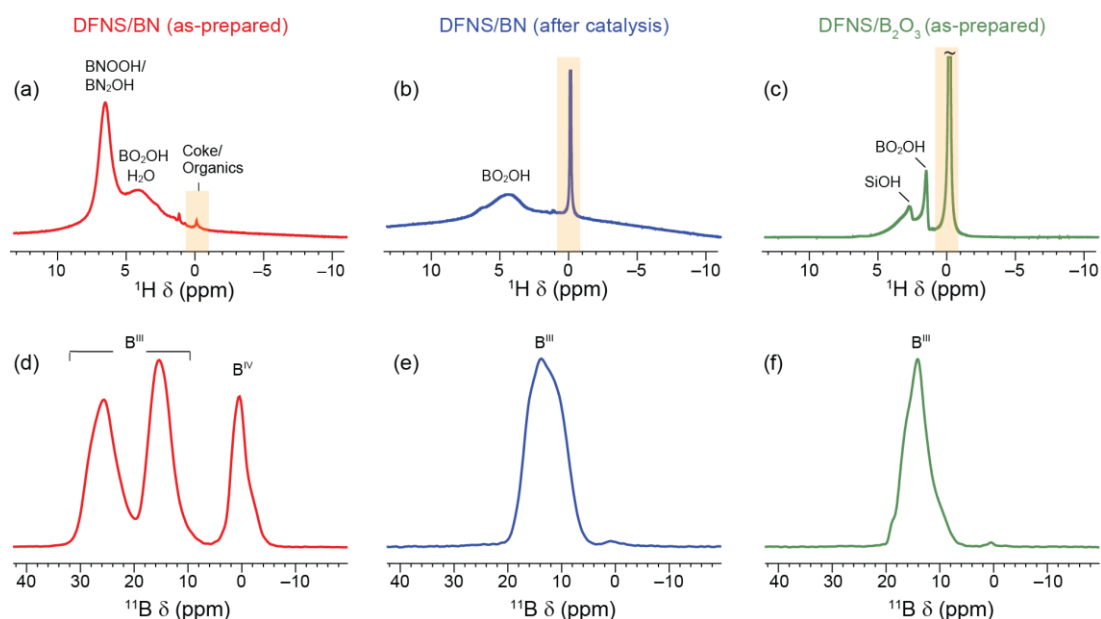 DFNS/BN (as-prepared)
DFNS/BN (after catalysis)
DFNS/B₂O₃ (as-prepared)
(a)
BNOOH/
BN₂OH
BO₂OH
H₂O
Coke/
Organics
10 5 0 −5 −10
¹H δ (ppm)
(b)
BO₂OH
10 5 0 −5 −10
¹H δ (ppm)
(c)
~
BO₂OH
SiOH
10 5 0 −5 −10
¹H δ (ppm)
(d)
Bᴵᴵᴵ
Bᴵⱽ
40 30 20 10 0 −10
¹¹B δ (ppm)
(e)
Bᴵᴵᴵ
40 30 20 10 0 −10
¹¹B δ (ppm)
(f)
Bᴵᴵᴵ
40 30 20 10 0 −10
¹¹B δ (ppm)